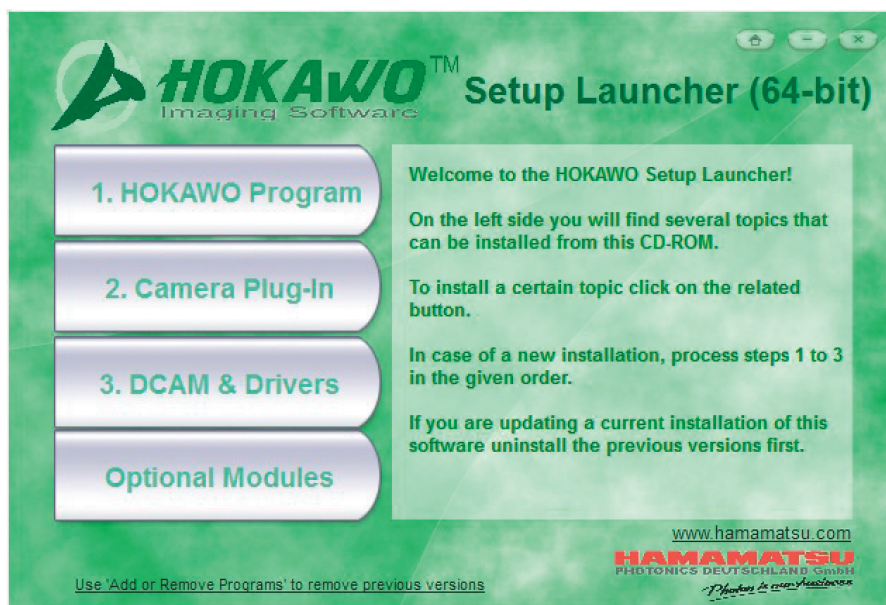 HOKAWO™
Imaging Software
Setup Launcher (64-bit)
1. HOKAWO Program
2. Camera Plug-In
3. DCAM & Drivers
Optional Modules
Welcome to the HOKAWO Setup Launcher!
On the left side you will find several topics that
can be installed from this CD-ROM.
To install a certain topic click on the related
button.
In case of a new installation, process steps 1 to 3
in the given order.
If you are updating a current installation of this
software uninstall the previous versions first.
www.hamamatsu.com
HAMAMATSU
PHOTONICS DEUTSCHLAND GmbH
Photon is our business
Use 'Add or Remove Programs' to remove previous versions